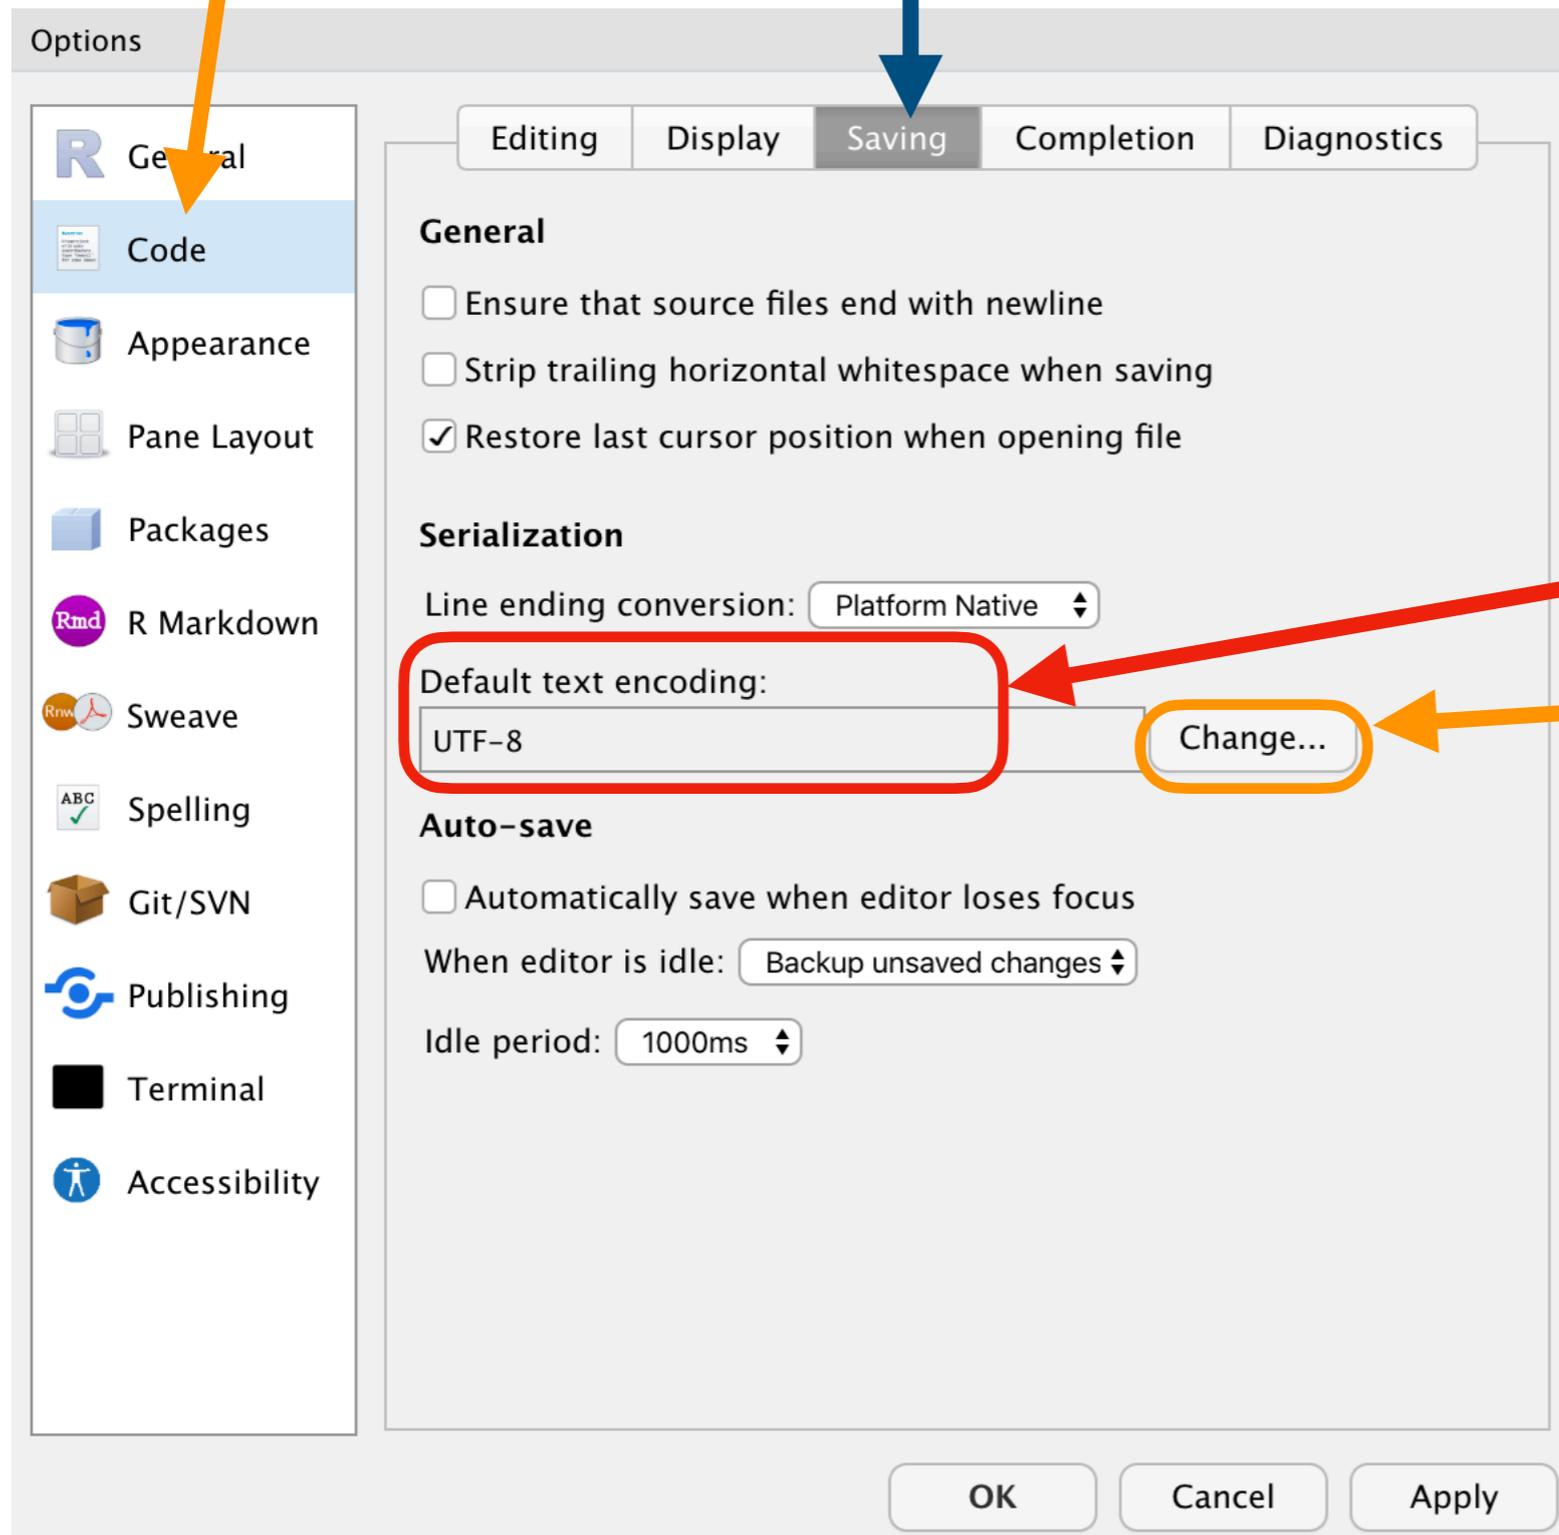 Options
General
Code
Appearance
Pane Layout
Packages
Rmd
R Markdown
Rnw
Sweave
ABC
Spelling
Git/SVN
Publishing
Terminal
Accessibility
Editing Display Saving Completion Diagnostics
General
Ensure that source files end with newline
Strip trailing horizontal whitespace when saving
Restore last cursor position when opening file
Serialization
Line ending conversion: Platform Native
Default text encoding:
UTF-8 Change...
Auto-save
Automatically save when editor loses focus
When editor is idle: Backup unsaved changes
Idle period: 1000ms
OK Cancel Apply